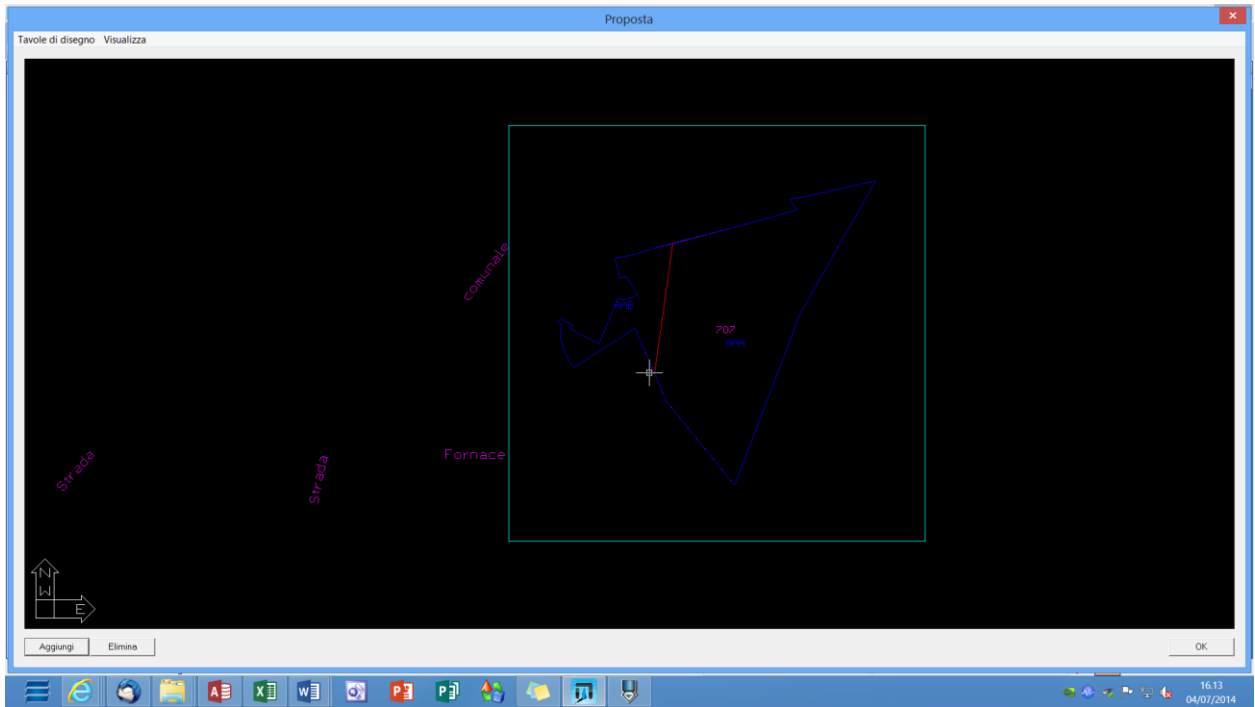 Proposta
Tavole di disegno Visualizza
comunale
707
Fornace
Strada
Strada
N
W
E
Aggiungi Elimina OK
16.13
04/07/2014